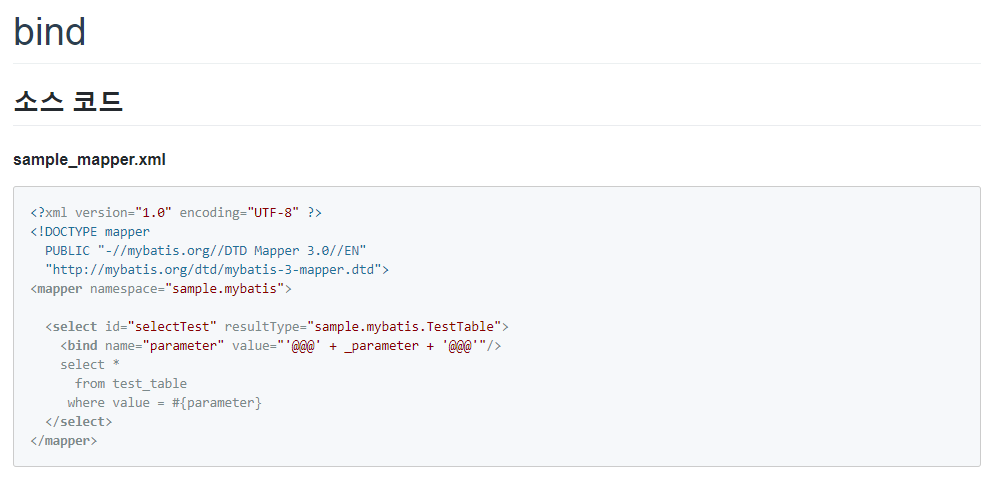 bind
소스 코드
sample_mapper.xml
<?xml version="1.0" encoding="UTF-8" ?>
<!DOCTYPE mapper
  PUBLIC "-//mybatis.org//DTD Mapper 3.0//EN"
  "http://mybatis.org/dtd/mybatis-3-mapper.dtd">
<mapper namespace="sample.mybatis">
  <select id="selectTest" resultType="sample.mybatis.TestTable">
    <bind name="parameter" value="'@@@' + _parameter + '@@@'"/>
    select *
      from test_table
     where value = #{parameter}
  </select>
</mapper>